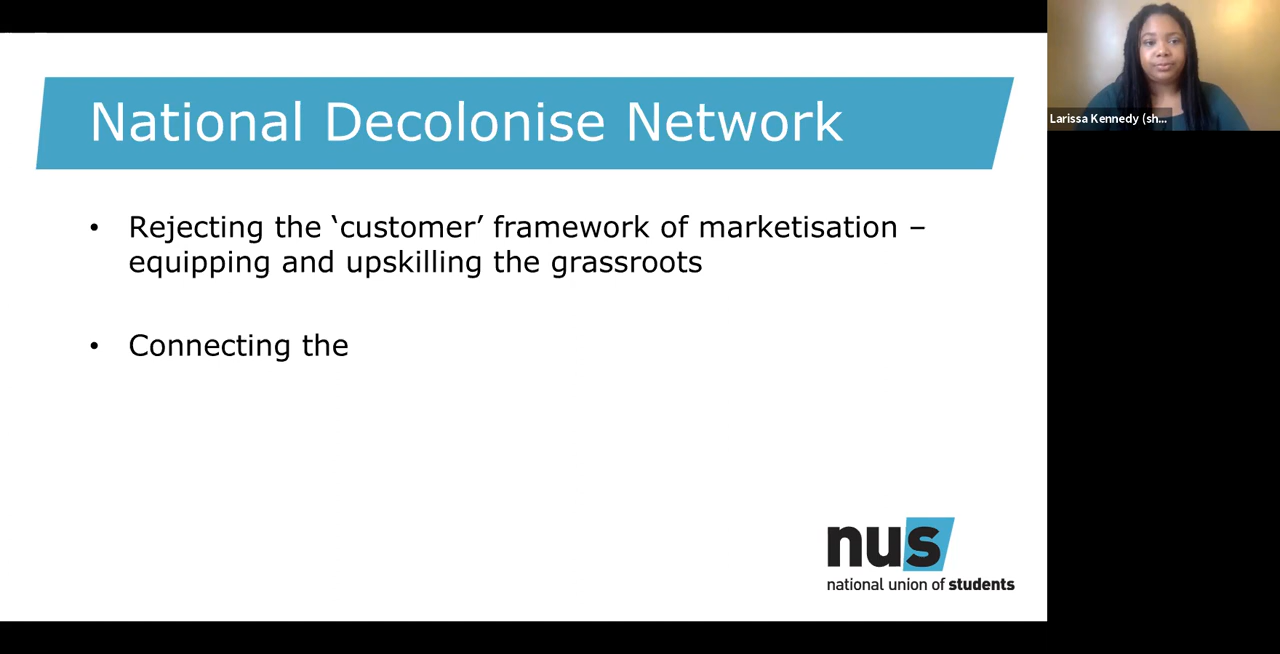 National Decolonise Network
• Rejecting the ‘customer’ framework of marketisation –
equipping and upskilling the grassroots
• Connecting the
nus
national union of students
Larissa Kennedy (sh...